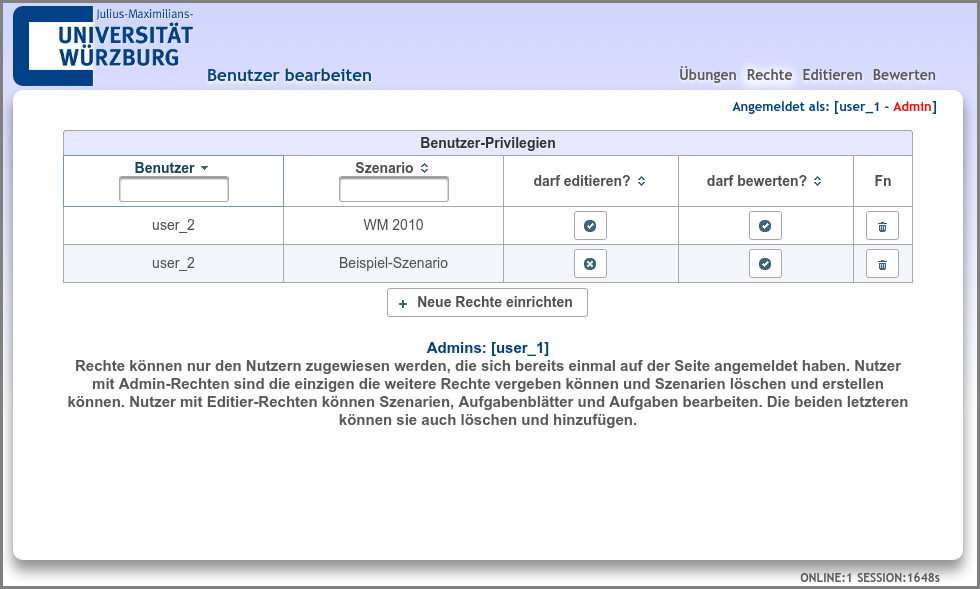 Julius-Maximilians-
UNIVERSITÄT
WÜRZBURG
Benutzer bearbeiten
Übungen Rechte Editieren Bewerten
Angemeldet als: [user_1 - Admin]
Benutzer-Privilegien
Benutzer Szenario darf editieren? darf bewerten? Fn
user_2 WM 2010
user_2 Beispiel-Szenario
Neue Rechte einrichten
Admins: [user_1]
Rechte können nur den Nutzern zugewiesen werden, die sich bereits einmal auf der Seite angemeldet haben. Nutzer
mit Admin-Rechten sind die einzigen die weitere Rechte vergeben können und Szenarien löschen und erstellen
können. Nutzer mit Editier-Rechten können Szenarien, Aufgabenblätter und Aufgaben bearbeiten. Die beiden letzteren
können sie auch löschen und hinzufügen.
ONLINE:1 SESSION:1648s